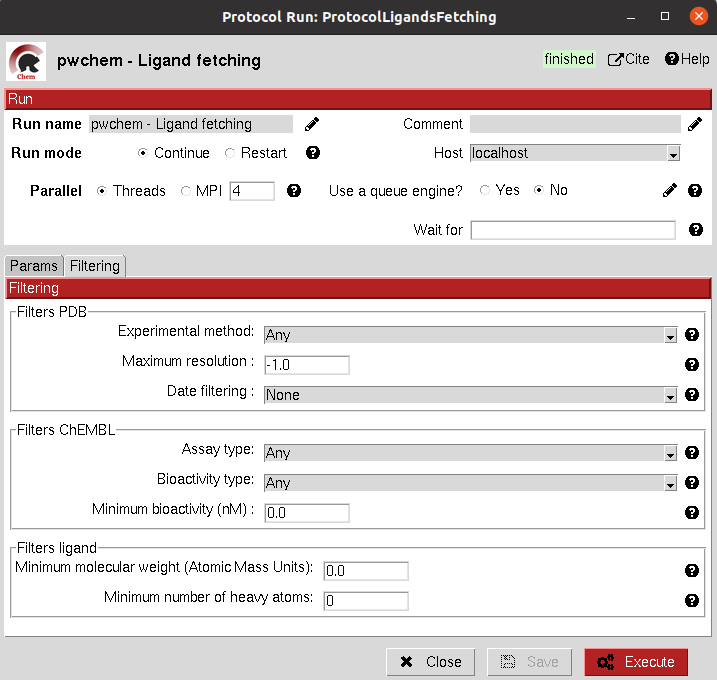 Protocol Run: ProtocolLigandsFetching
Chem
pwchem - Ligand fetching
finished Cite Help
Run
Run name pwchem - Ligand fetching Comment
Run mode Continue Restart Host localhost
Parallel Threads MPI 4 Use a queue engine? Yes No
Wait for
Params Filtering
Filtering
Filters PDB
Experimental method: Any
Maximum resolution : -1.0
Date filtering : None
Filters ChEMBL
Assay type: Any
Bioactivity type: Any
Minimum bioactivity (nM) : 0.0
Filters ligand
Minimum molecular weight (Atomic Mass Units): 0.0
Minimum number of heavy atoms: 0
Close Save Execute